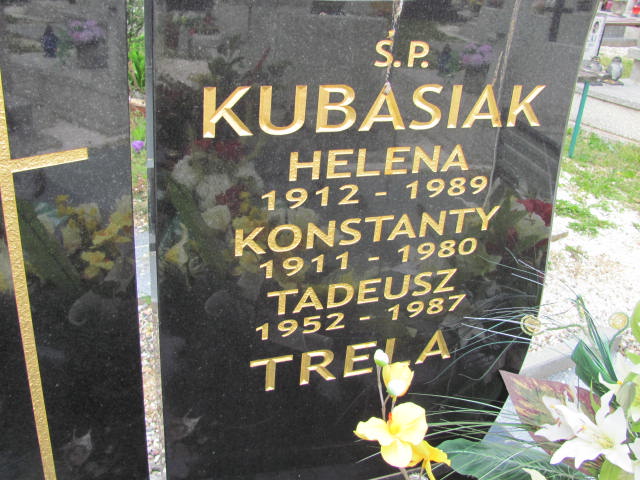 Ś.P.
KUBASIAK
HELENA
1912 - 1989
KONSTANTY
1911 - 1980
TADEUSZ
1952 - 1987
TRELA